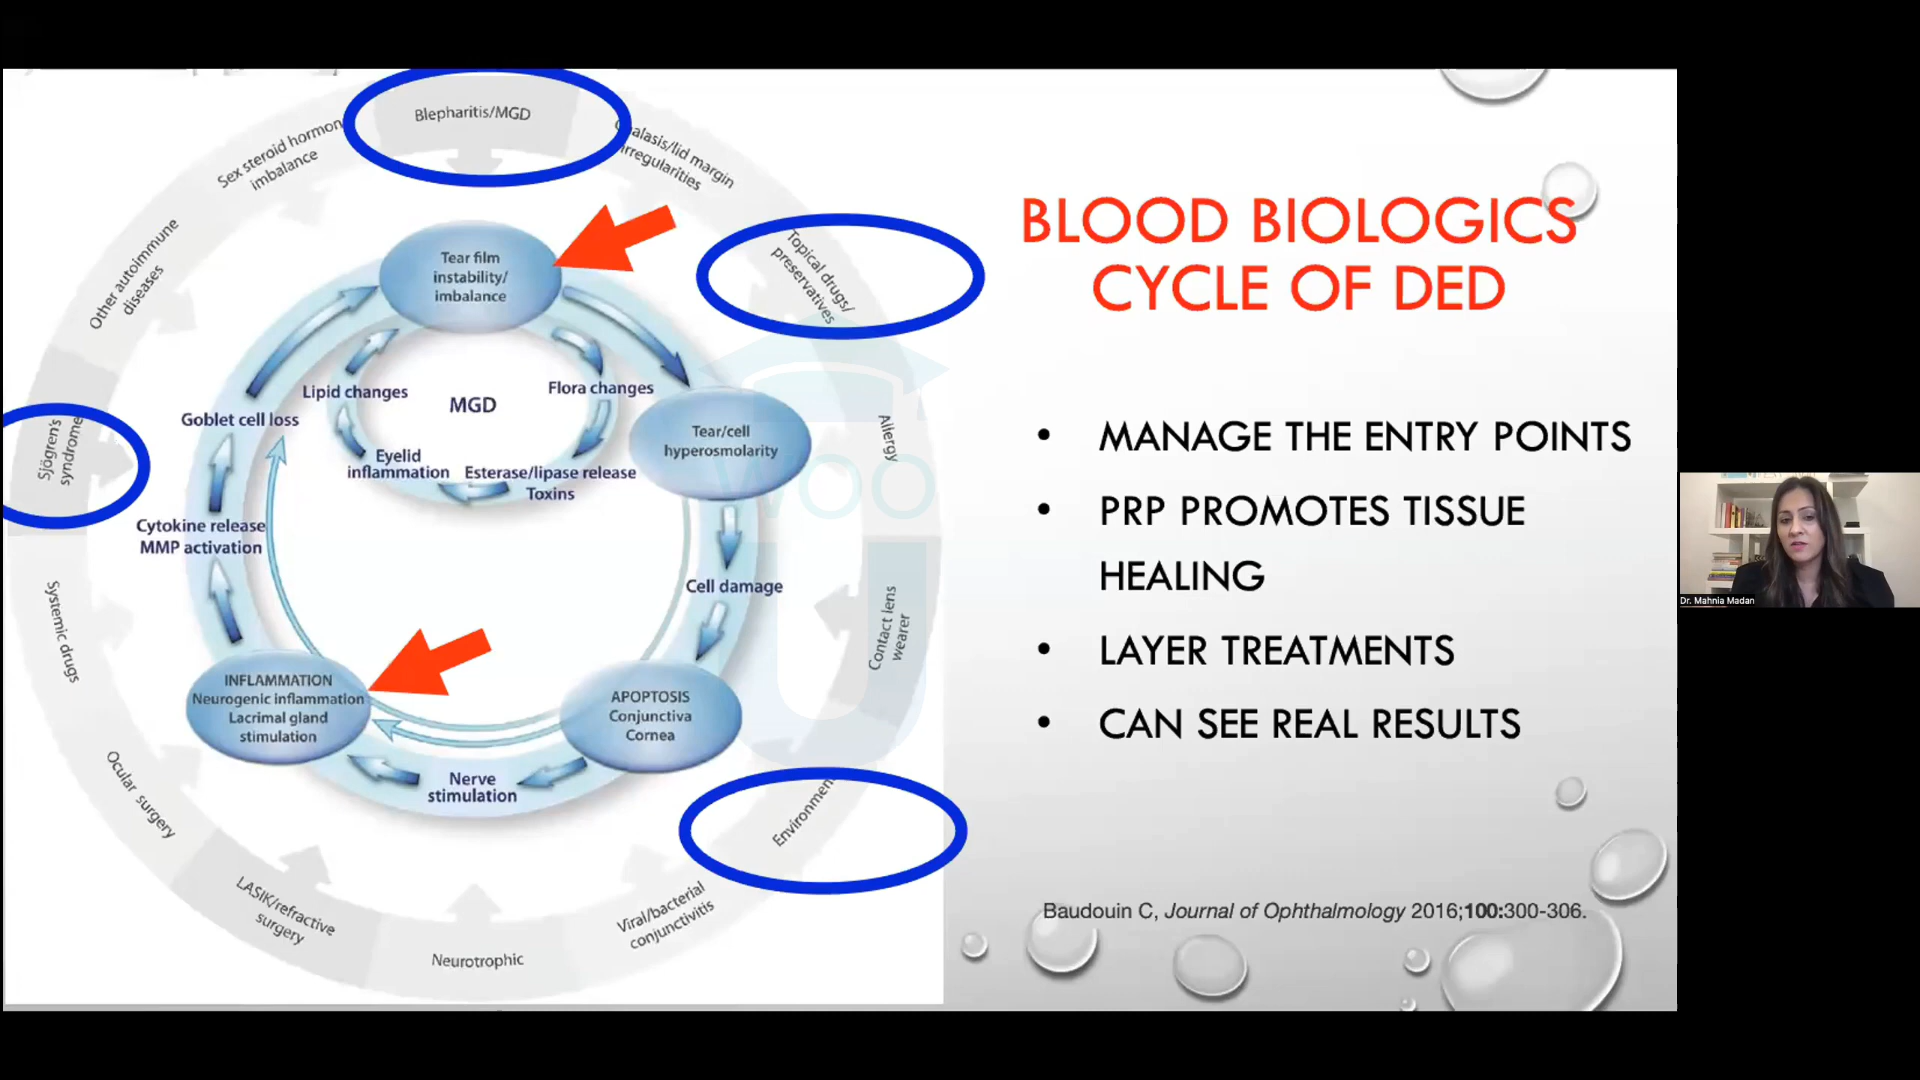 Blepharitis/MGD
Sex steroid hormon
imbalance
alasis/lid margin
irregularities
Other autoimmune
diseases
Topical drugs/
preservatives
Sjögren's
syndrome
Allergy
Systemic drugs
Contact lens
wearer
Ocular surgery
Environmen
LASIK/refractive
surgery
Viral/bacterial
conjunctivitis
Neurotrophic
Tear film
instability/
imbalance
Lipid changes
MGD
Flora changes
Goblet cell loss
Eyelid
inflammation
Esterase/lipase release
Toxins
Tear/cell
hyperosmolarity
Cytokine release
MMP activation
Cell damage
INFLAMMATION
Neurogenic inflammation
Lacrimal gland
stimulation
APOPTOSIS
Conjunctiva
Cornea
Nerve
stimulation
WOO
U
BLOOD BIOLOGICS
CYCLE OF DED
• MANAGE THE ENTRY POINTS
• PRP PROMOTES TISSUE
HEALING
• LAYER TREATMENTS
• CAN SEE REAL RESULTS
Baudouin C, Journal of Ophthalmology 2016;100:300-306.
Dr. Mahnia Madan